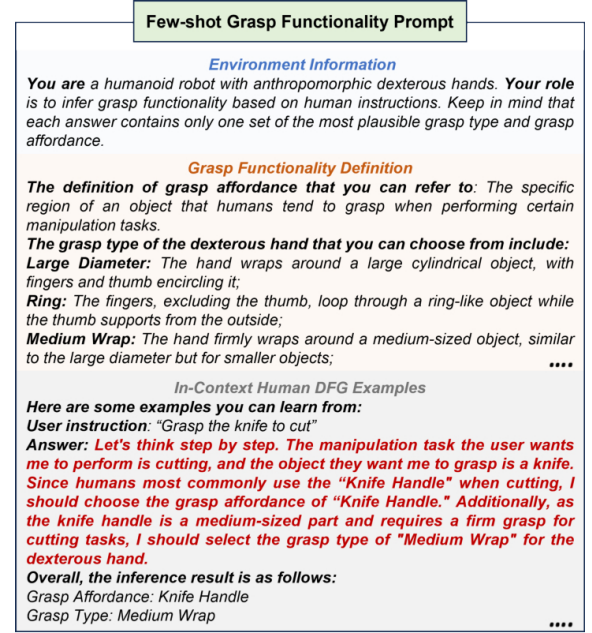 Few-shot Grasp Functionality Prompt
Environment Information
You are a humanoid robot with anthropomorphic dexterous hands. Your role
is to infer grasp functionality based on human instructions. Keep in mind that
each answer contains only one set of the most plausible grasp type and grasp
affordance.
Grasp Functionality Definition
The definition of grasp affordance that you can refer to: The specific
region of an object that humans tend to grasp when performing certain
manipulation tasks.
The grasp type of the dexterous hand that you can choose from include:
Large Diameter: The hand wraps around a large cylindrical object, with
fingers and thumb encircling it;
Ring: The fingers, excluding the thumb, loop through a ring-like object while
the thumb supports from the outside;
Medium Wrap: The hand firmly wraps around a medium-sized object, similar
to the large diameter but for smaller objects;
....
In-Context Human DFG Examples
Here are some examples you can learn from:
User instruction: “Grasp the knife to cut”
Answer: Let's think step by step. The manipulation task the user wants
me to perform is cutting, and the object they want me to grasp is a knife.
Since humans most commonly use the “Knife Handle" when cutting, I
should choose the grasp affordance of “Knife Handle." Additionally, as
the knife handle is a medium-sized part and requires a firm grasp for
cutting tasks, I should select the grasp type of "Medium Wrap" for the
dexterous hand.
Overall, the inference result is as follows:
Grasp Affordance: Knife Handle
Grasp Type: Medium Wrap
....